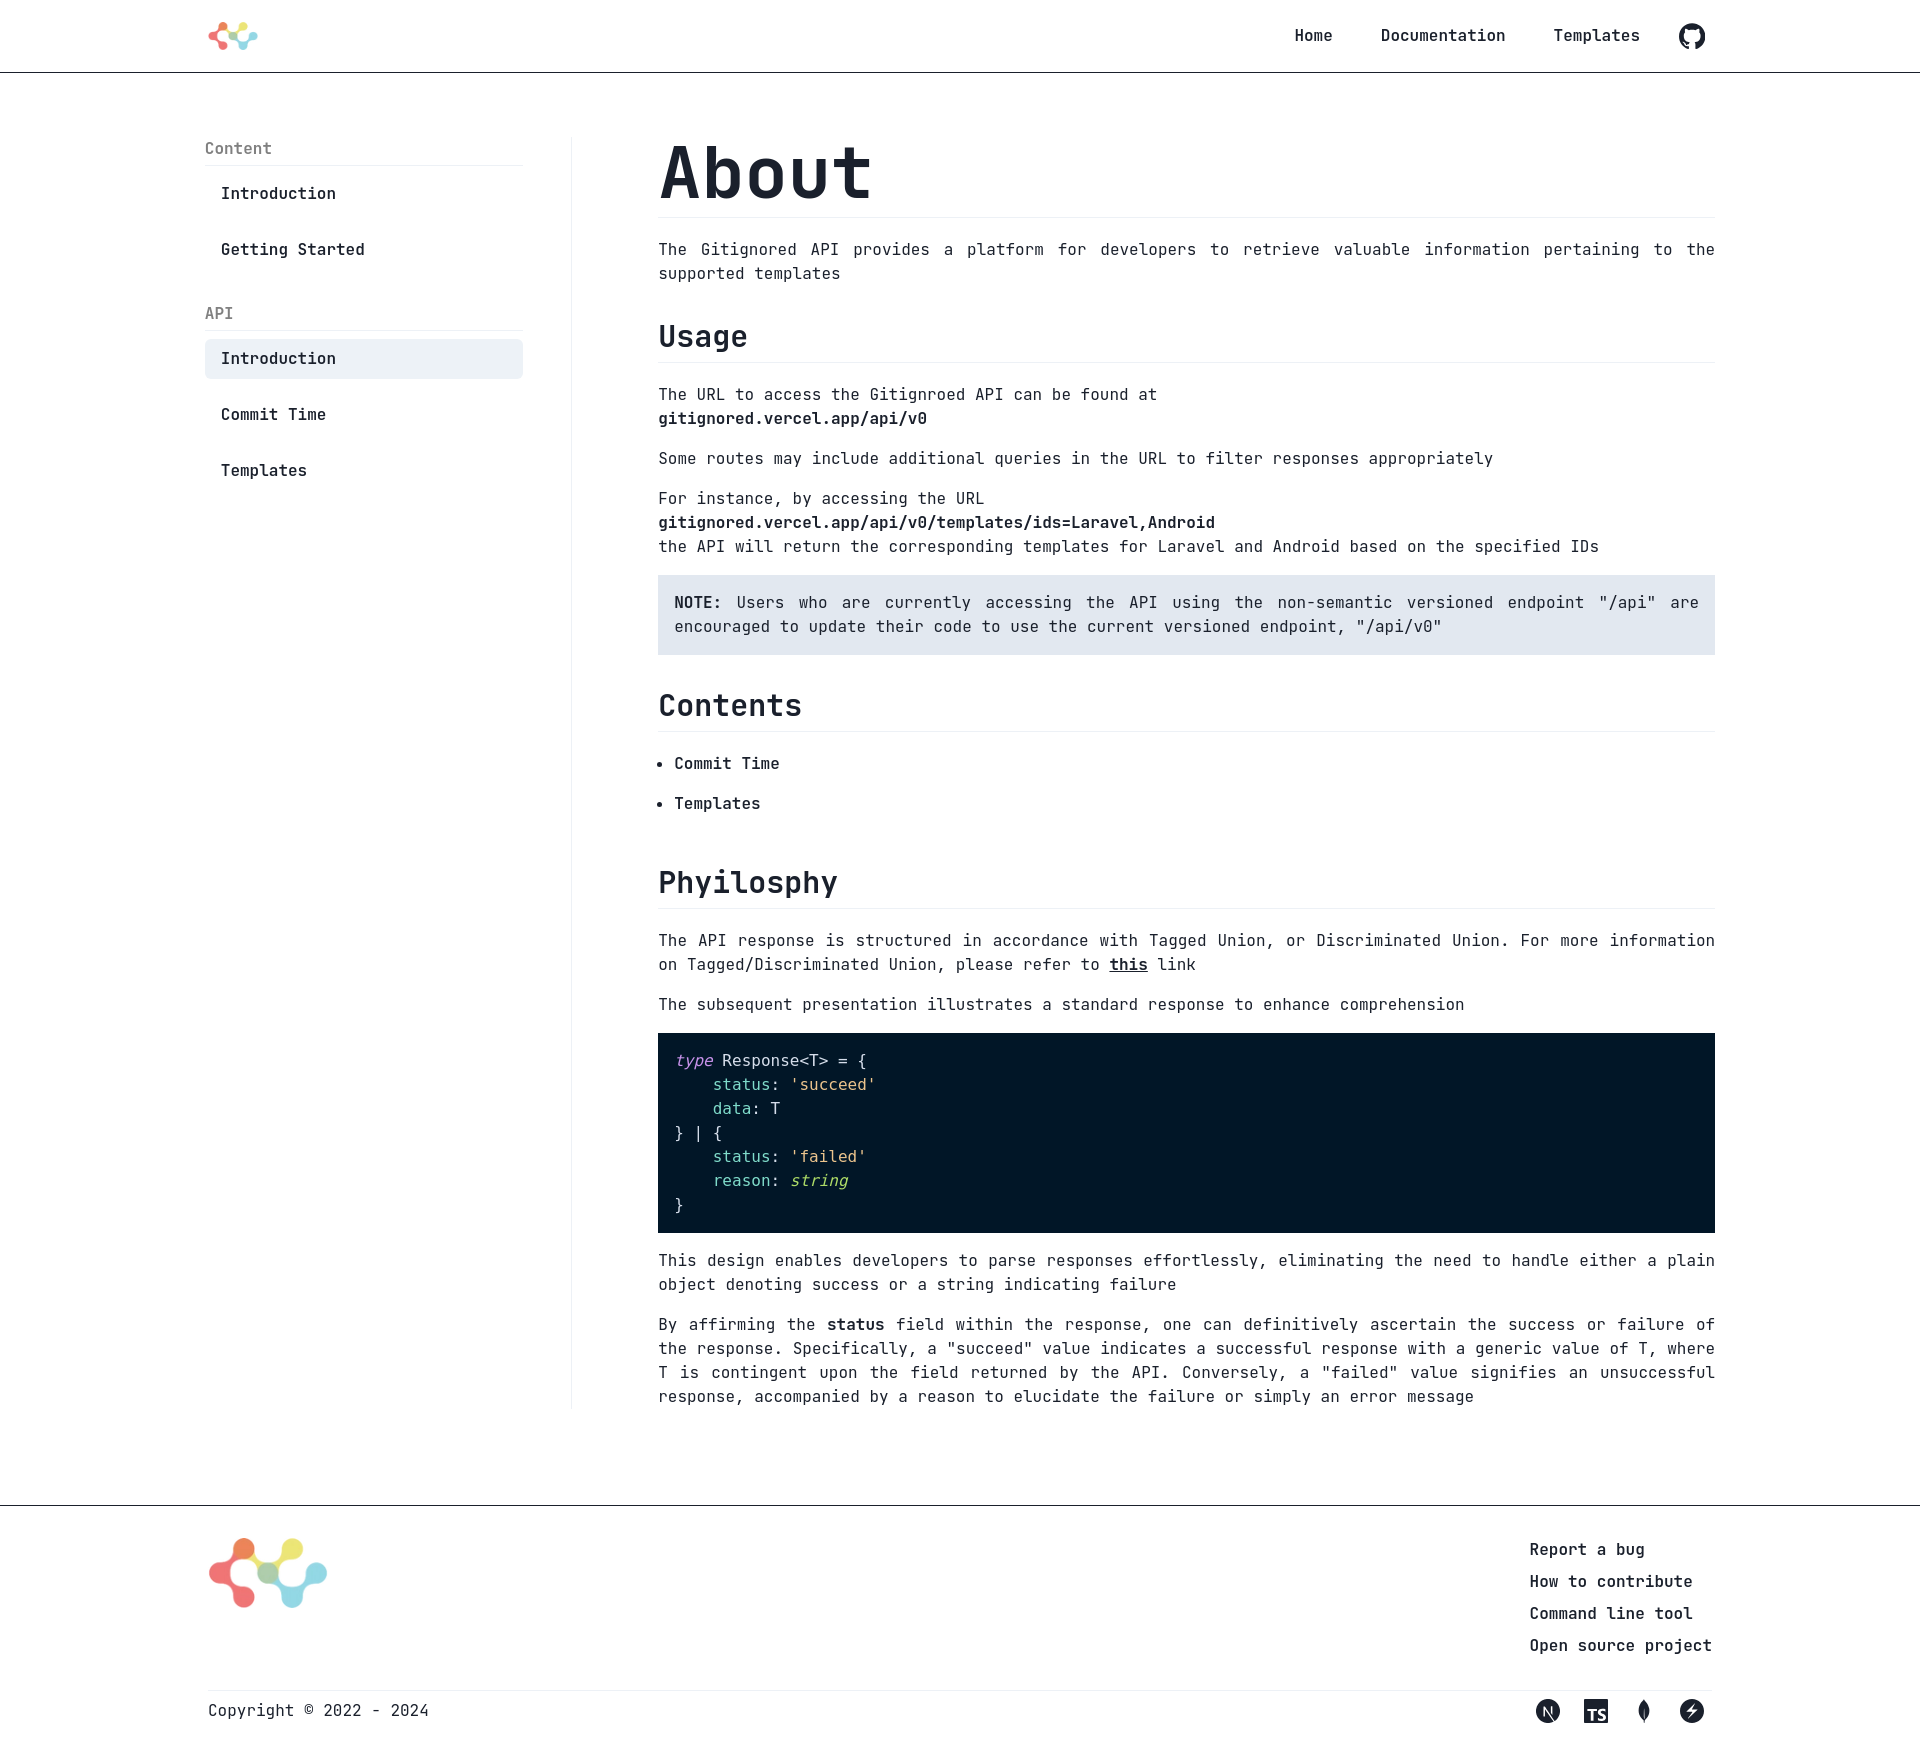 Home Documentation Templates
Content
Introduction
Getting Started
API
Introduction
Commit Time
Templates
About
The Gitignored API provides a platform for developers to retrieve valuable information pertaining to the
supported templates
Usage
The URL to access the Gitignroed API can be found at
gitignored.vercel.app/api/v0
Some routes may include additional queries in the URL to filter responses appropriately
For instance, by accessing the URL
gitignored.vercel.app/api/v0/templates/ids=Laravel,Android
the API will return the corresponding templates for Laravel and Android based on the specified IDs
NOTE: Users who are currently accessing the API using the non-semantic versioned endpoint "/api" are
encouraged to update their code to use the current versioned endpoint, "/api/v0"
Contents
• Commit Time
• Templates
Phyilosphy
The API response is structured in accordance with Tagged Union, or Discriminated Union. For more information
on Tagged/Discriminated Union, please refer to this link
The subsequent presentation illustrates a standard response to enhance comprehension
type Response<T> = {
    status: 'succeed'
    data: T
} | {
    status: 'failed'
    reason: string
}
This design enables developers to parse responses effortlessly, eliminating the need to handle either a plain
object denoting success or a string indicating failure
By affirming the status field within the response, one can definitively ascertain the success or failure of
the response. Specifically, a "succeed" value indicates a successful response with a generic value of T, where
T is contingent upon the field returned by the API. Conversely, a "failed" value signifies an unsuccessful
response, accompanied by a reason to elucidate the failure or simply an error message
Report a bug
How to contribute
Command line tool
Open source project
Copyright © 2022 - 2024
N TS